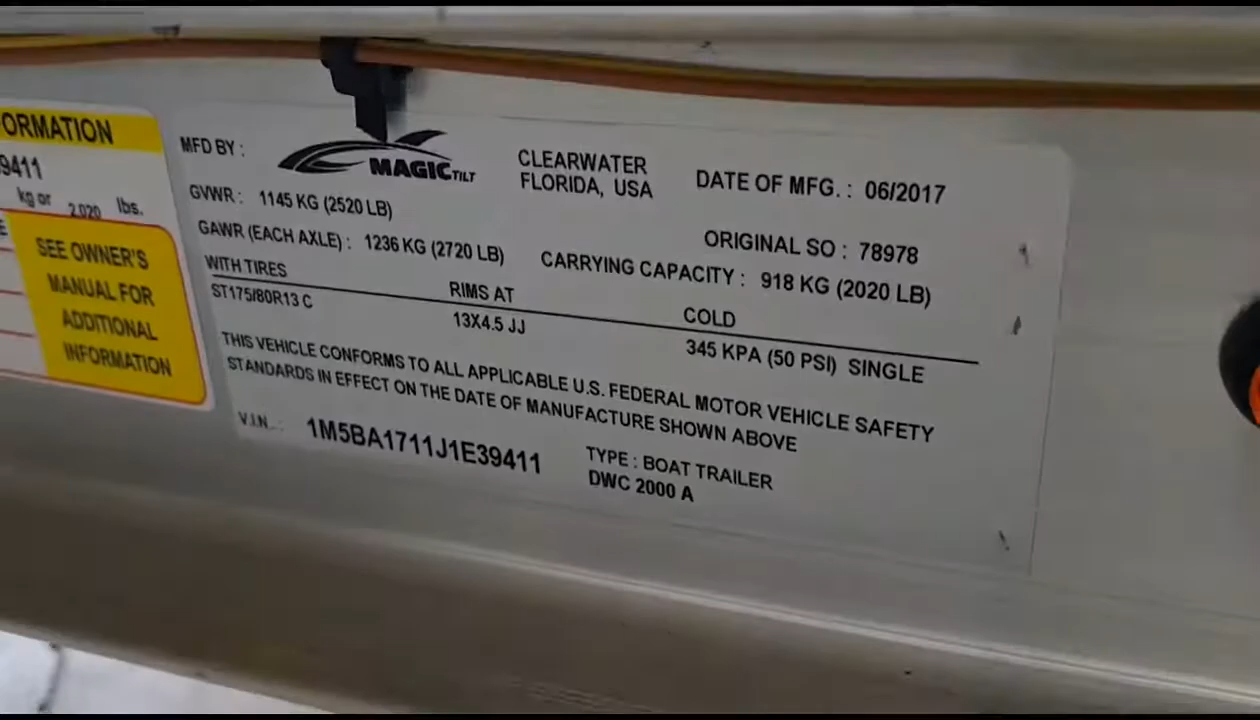 ORMATION
9411
kg or 2,020 lbs.
E
SEE OWNER'S
MANUAL FOR
ADDITIONAL
INFORMATION
MFD BY :
MAGIC TILT
CLEARWATER
FLORIDA, USA
DATE OF MFG. : 06/2017
GVWR : 1145 KG (2520 LB)
ORIGINAL SO : 78978
GAWR (EACH AXLE) : 1236 KG (2720 LB)
CARRYING CAPACITY : 918 KG (2020 LB)
WITH TIRES RIMS AT COLD
ST175/80R13 C 13X4.5 JJ 345 KPA (50 PSI) SINGLE
THIS VEHICLE CONFORMS TO ALL APPLICABLE U.S. FEDERAL MOTOR VEHICLE SAFETY
STANDARDS IN EFFECT ON THE DATE OF MANUFACTURE SHOWN ABOVE
V.I.N. : 1M5BA1711J1E39411
TYPE : BOAT TRAILER
DWC 2000 A